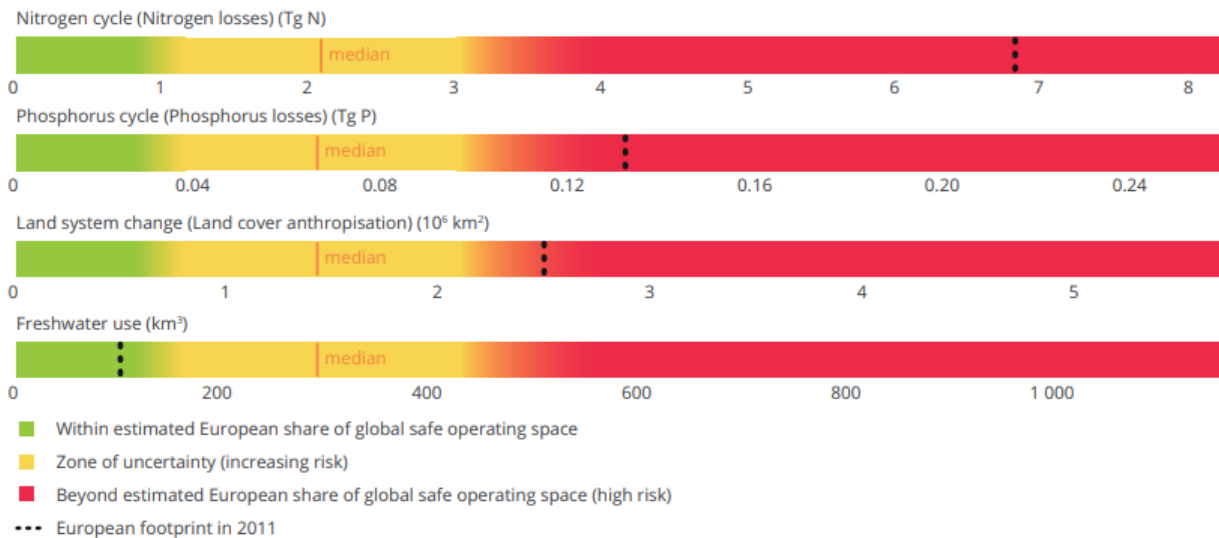 Nitrogen cycle (Nitrogen losses) (Tg N)
median
0 1 2 3 4 5 6 7 8
Phosphorus cycle (Phosphorus losses) (Tg P)
median
0 0.04 0.08 0.12 0.16 0.20 0.24
Land system change (Land cover anthropisation) (10⁶ km²)
median
0 1 2 3 4 5
Freshwater use (km³)
median
0 200 400 600 800 1 000
Within estimated European share of global safe operating space
Zone of uncertainty (increasing risk)
Beyond estimated European share of global safe operating space (high risk)
European footprint in 2011